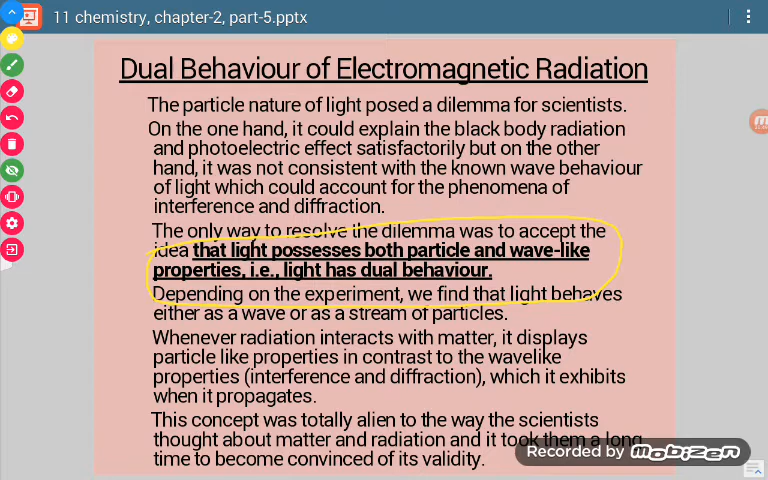 11 chemistry, chapter-2, part-5.pptx
Dual Behaviour of Electromagnetic Radiation
The particle nature of light posed a dilemma for scientists.
On the one hand, it could explain the black body radiation
and photoelectric effect satisfactorily but on the other
hand, it was not consistent with the known wave behaviour
of light which could account for the phenomena of
interference and diffraction.
The only way to resolve the dilemma was to accept the
idea that light possesses both particle and wave-like
properties, i.e., light has dual behaviour.
Depending on the experiment, we find that light behaves
either as a wave or as a stream of particles.
Whenever radiation interacts with matter, it displays
particle like properties in contrast to the wavelike
properties (interference and diffraction), which it exhibits
when it propagates.
This concept was totally alien to the way the scientists
thought about matter and radiation and it took them a long
time to become convinced of its validity.
Recorded by mobizen